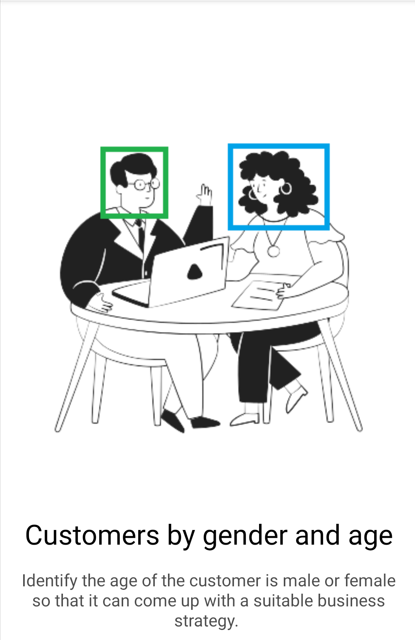 Customers by gender and age
Identify the age of the customer is male or female
so that it can come up with a suitable business
strategy.